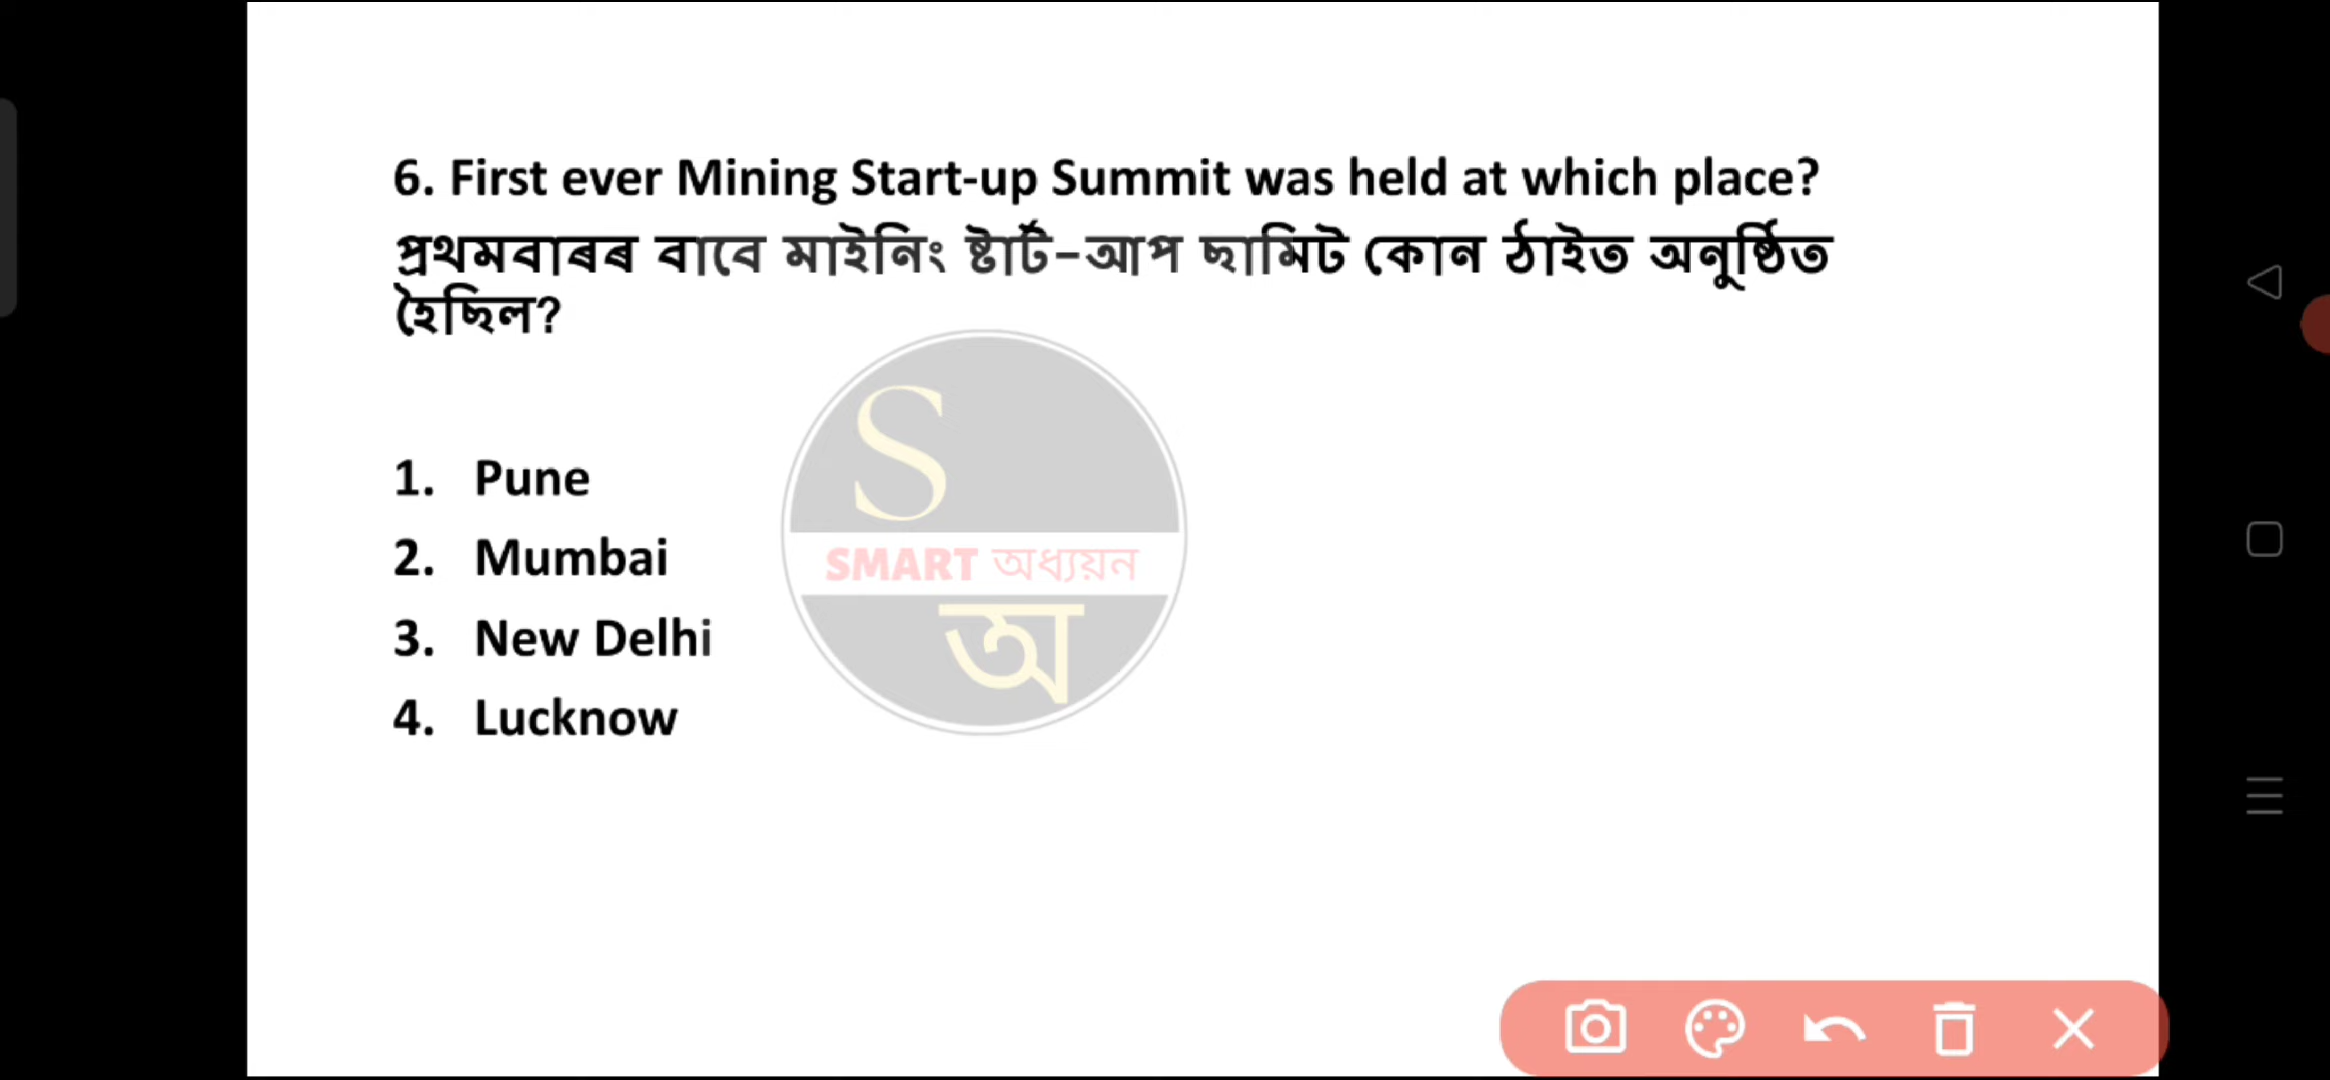 6. First ever Mining Start-up Summit was held at which place?
প্ৰথমবাৰৰ বাবে মাইনিং ষ্টাৰ্ট–আপ ছামিট কোন ঠাইত অনুষ্ঠিত
হৈছিল?
1. Pune
2. Mumbai
3. New Delhi
4. Lucknow
S
SMART অধ্যয়ন
অ